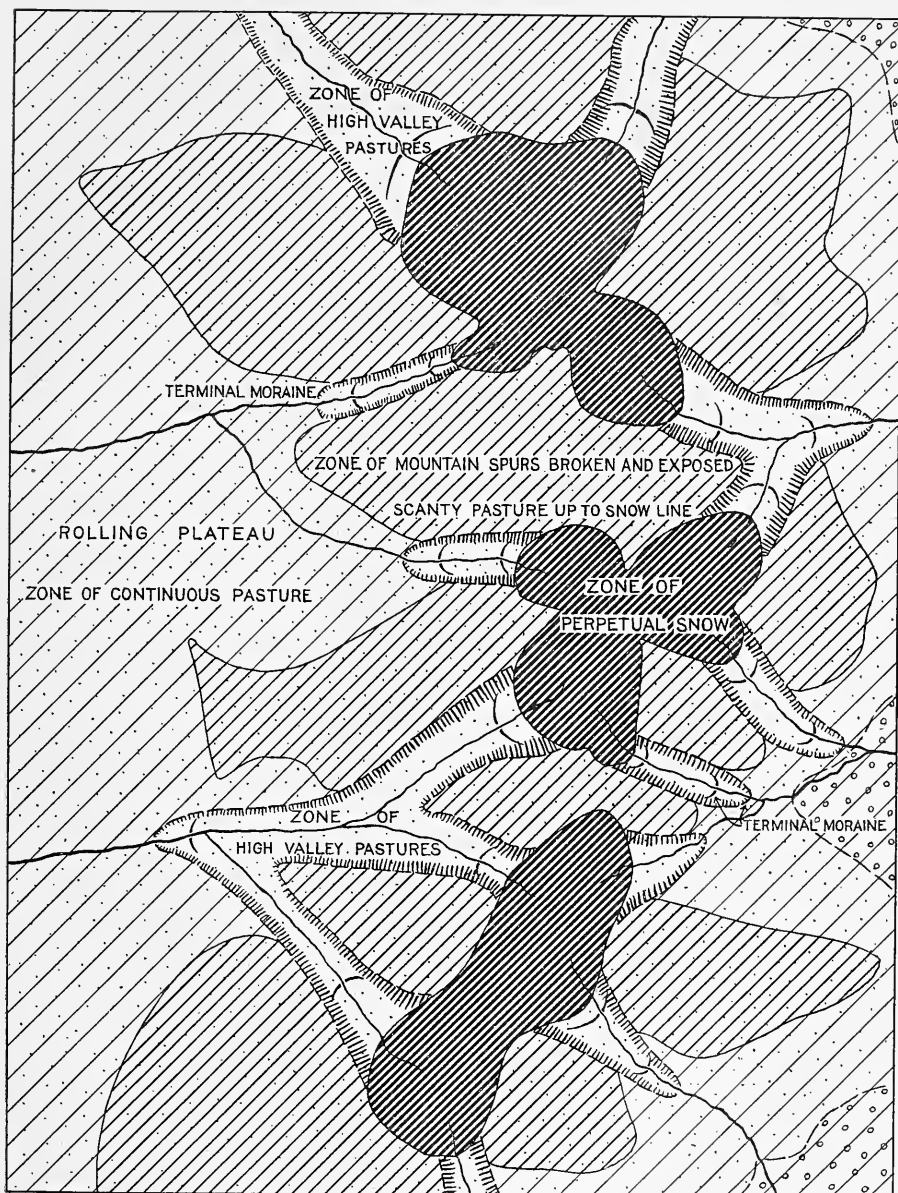 ZONE OF
HIGH VALLEY
PASTURES
TERMINAL MORAINE
ZONE OF MOUNTAIN SPURS BROKEN AND EXPOSED
SCANTY PASTURE UP TO SNOW LINE
ROLLING PLATEAU
ZONE OF CONTINUOUS PASTURE
ZONE OF
PERPETUAL SNOW
ZONE OF
HIGH VALLEY PASTURES
TERMINAL MORAINE